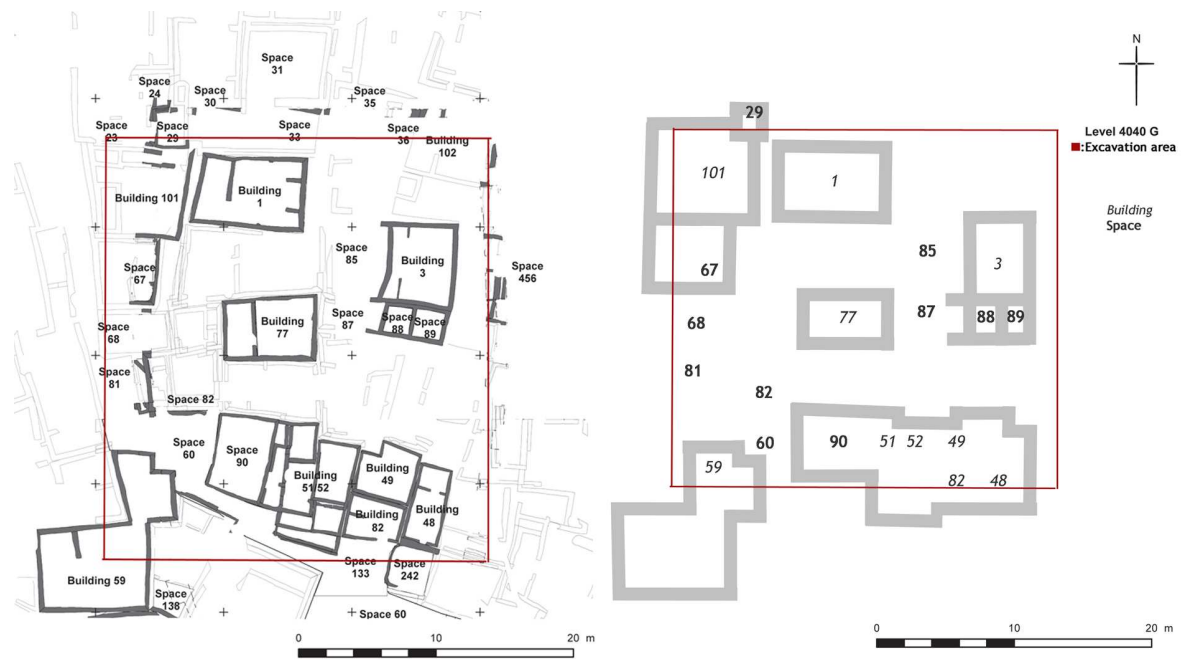 Space
31
Space
24
Space
30
Space
35
Space
23
Space
29
Space
33
Space
36
Building
102
Building 101
Building
1
Space
85
Building
3
Space
456
Space
67
Space
68
Building
77
Space
87
Space
88
Space
89
Space
81
Space 82
Space
60
Space
90
Building
51/52
Building
49
Building
82
Building
48
Building 59
Space
138
Space
133
Space
242
Space 60
0 10 20 m
N
Level 4040 G
:Excavation area
Building
Space
29
101
1
67
85
3
68
77
87
88
89
81
82
60
90
51
52
49
59
82
48
0 10 20 m